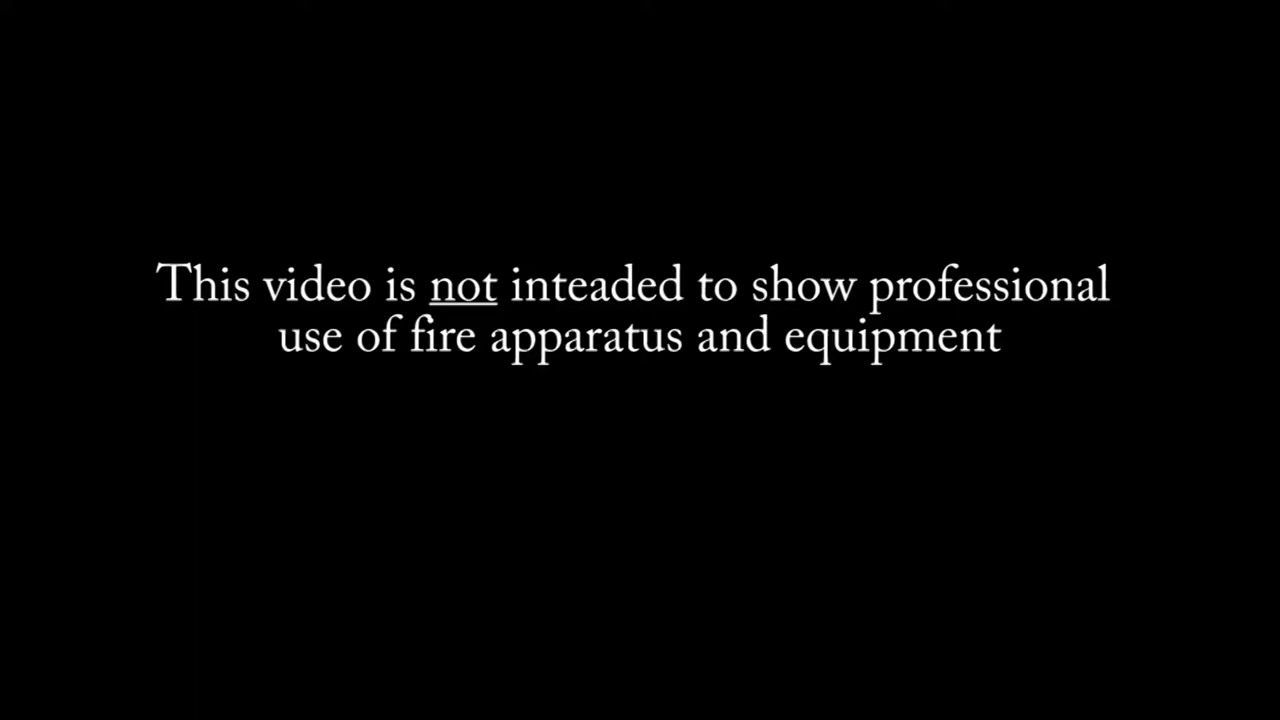 This video is not inteaded to show professional
use of fire apparatus and equipment